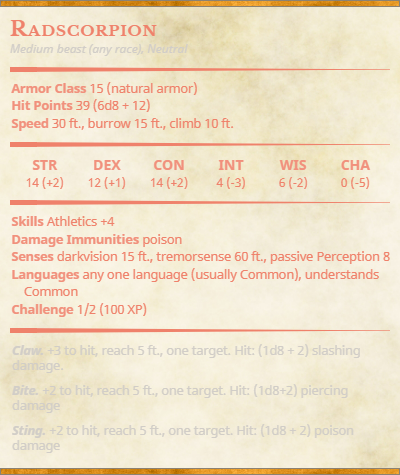 Radscorpion
Medium beast (any race), Neutral
Armor Class 15 (natural armor)
Hit Points 39 (6d8 + 12)
Speed 30 ft., burrow 15 ft., climb 10 ft.
STR DEX CON INT WIS CHA
14 (+2) 12 (+1) 14 (+2) 4 (-3) 6 (-2) 0 (-5)
Skills Athletics +4
Damage Immunities poison
Senses darkvision 15 ft., tremorsense 60 ft., passive Perception 8
Languages any one language (usually Common), understands
Common
Challenge 1/2 (100 XP)
Claw. +3 to hit, reach 5 ft., one target. Hit: (1d8 + 2) slashing
damage.
Bite. +2 to hit, reach 5 ft., one target. Hit: (1d8+2) piercing
damage
Sting. +2 to hit, reach 5 ft., one target. Hit: (1d8 + 2) poison
damage